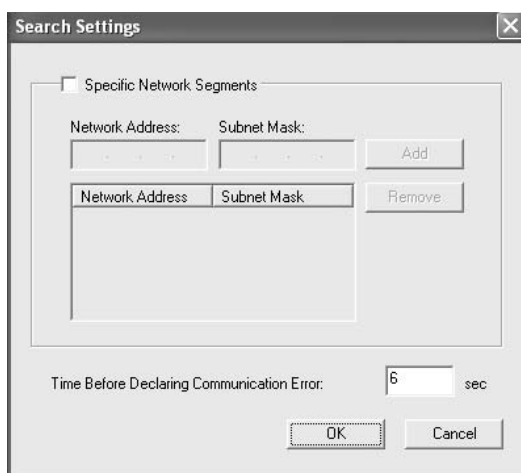 Search Settings
Specific Network Segments
Network Address: Subnet Mask:
Add
Network Address Subnet Mask
Remove
Time Before Declaring Communication Error: 6 sec
OK Cancel